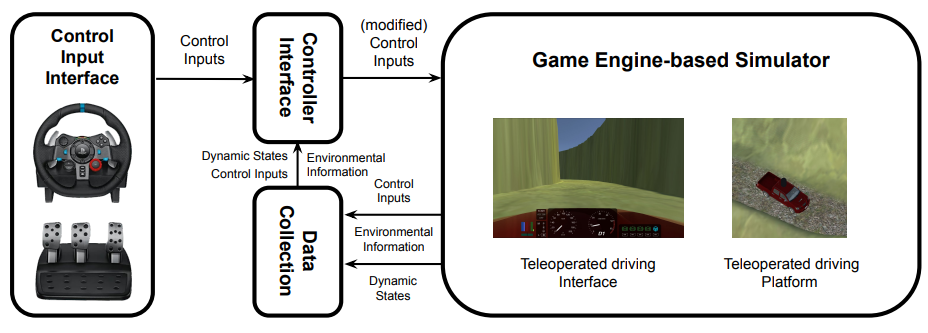 Control
Input
Interface
Control
Inputs
Controller
Interface
(modified)
Control
Inputs
Game Engine-based Simulator
Dynamic States
Control Inputs
Environmental
Information
Data
Collection
Control
Inputs
Environmental
Information
Dynamic
States
Teleoperated driving
Interface
Teleoperated driving
Platform